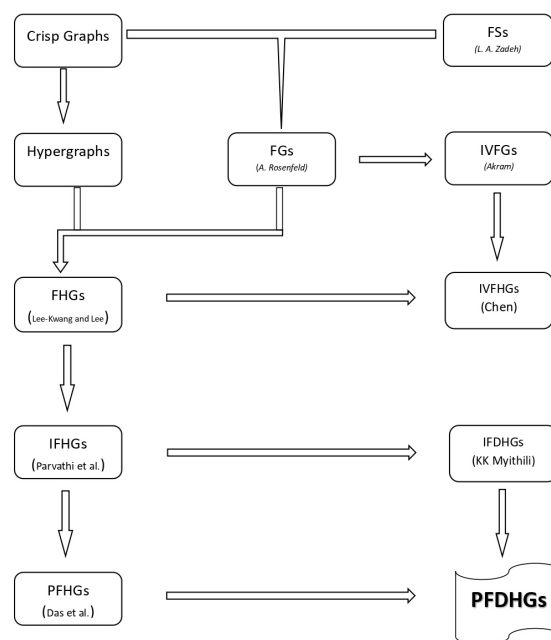 Crisp Graphs
FSs
(L. A. Zadeh)
Hypergraphs
FGs
(A. Rosenfeld)
IVFGs
(Akram)
FHGs
(Lee-Kwang and Lee)
IVFHGs
(Chen)
IFHGs
(Parvathi et al.)
IFDHGs
(KK Myithili)
PFHGs
(Das et al.)
PFDHGs